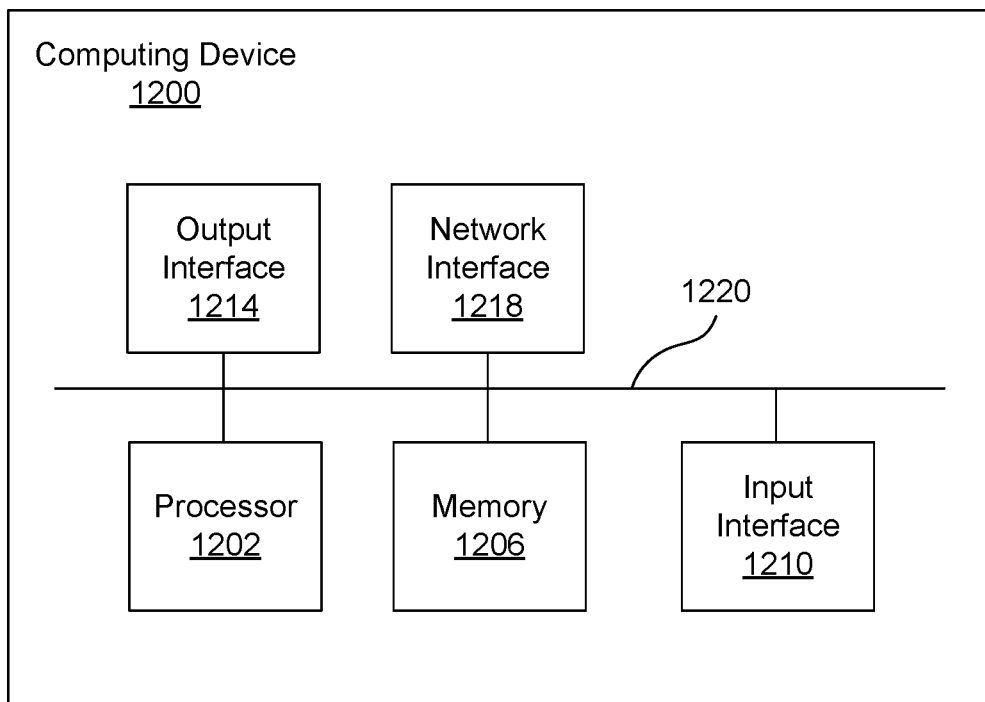 Computing Device
1200
Output
Interface
1214
Network
Interface
1218
1220
Processor
1202
Memory
1206
Input
Interface
1210